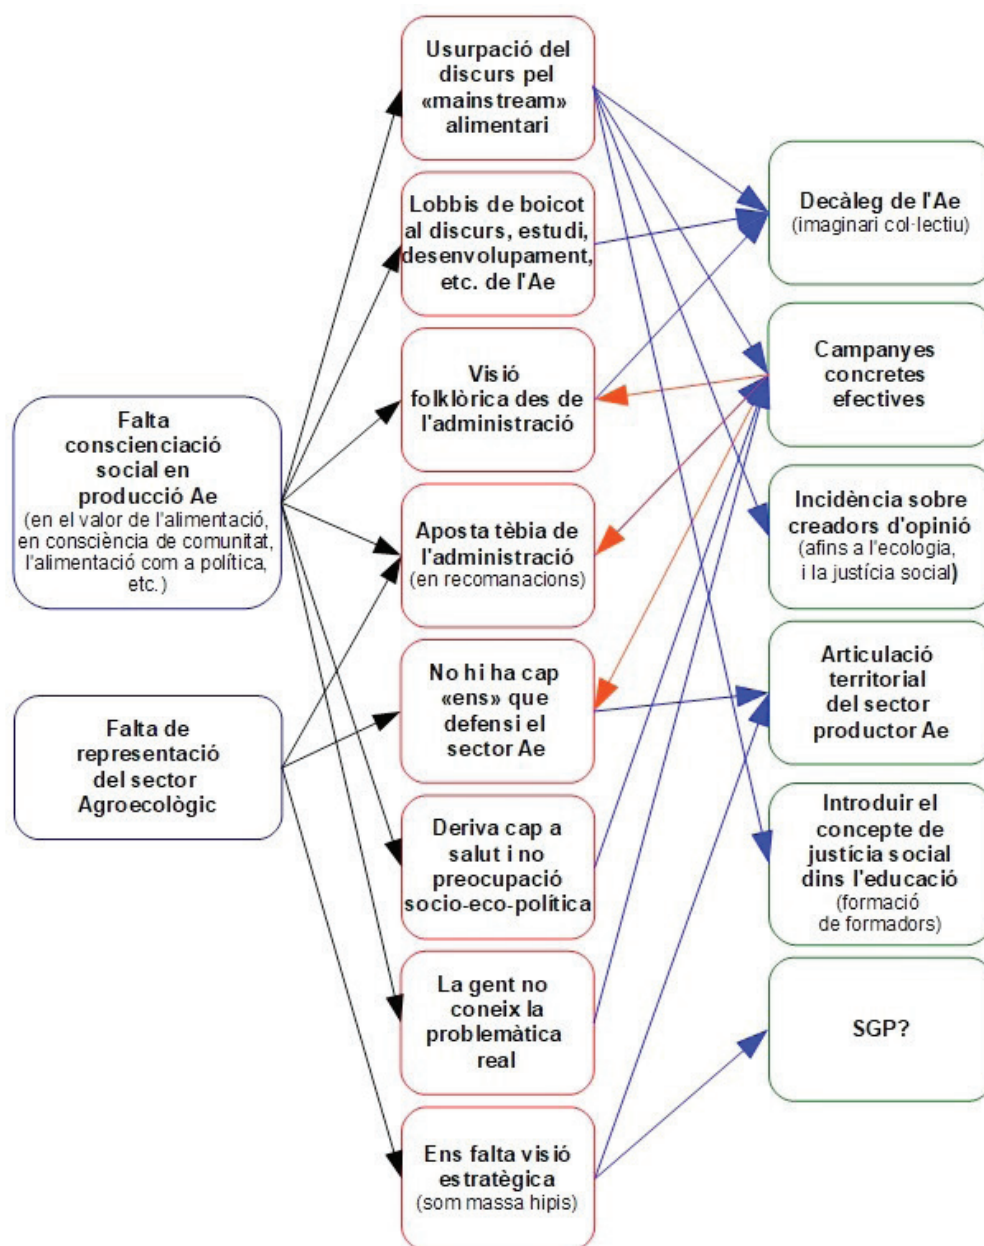 Falta
conscienciació
social en
producció Ae
(en el valor de l'alimentació,
en consciència de comunitat,
l'alimentació com a política,
etc.)
Falta de
representació
del sector
Agroecològic
Usurpació del
discurs pel
«mainstream»
alimentari
Lobbis de boicot
al discurs, estudi,
desenvolupament,
etc. de l'Ae
Visió
folklòrica des de
l'administració
Aposta tèbia de
l'administració
(en recomanacions)
No hi ha cap
«ens» que
defensi el
sector Ae
Deriva cap a
salut i no
preocupació
socio-eco-política
La gent no
coneix la
problemàtica
real
Ens falta visió
estratègica
(som massa hipis)
Decàleg de l'Ae
(imaginari col·lectiu)
Campanyes
concretes
efectives
Incidència sobre
creadors d'opinió
(afins a l'ecologia,
i la justícia social)
Articulació
territorial
del sector
productor Ae
Introduir el
concepte de
justícia social
dins l'educació
(formació
de formadors)
SGP?